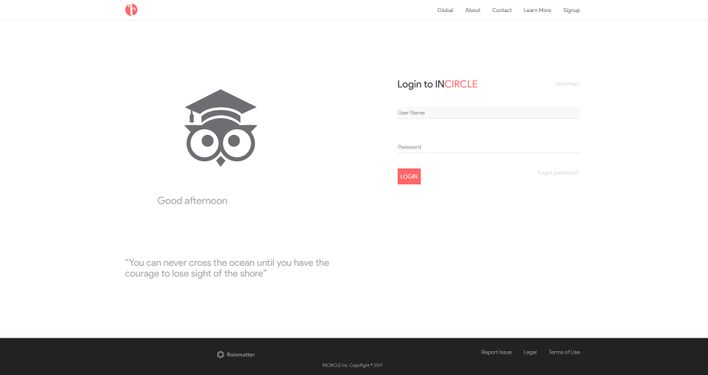 Global About Contact Learn More Signup
Login to INCIRCLE
Need Help?
User Name
Password
LOGIN
Forgot password?
Good afternoon
“You can never cross the ocean until you have the
courage to lose sight of the shore”
Rainmatter
Report Issue Legal Terms of Use
INCIRCLE Inc. CopyRight © 2017